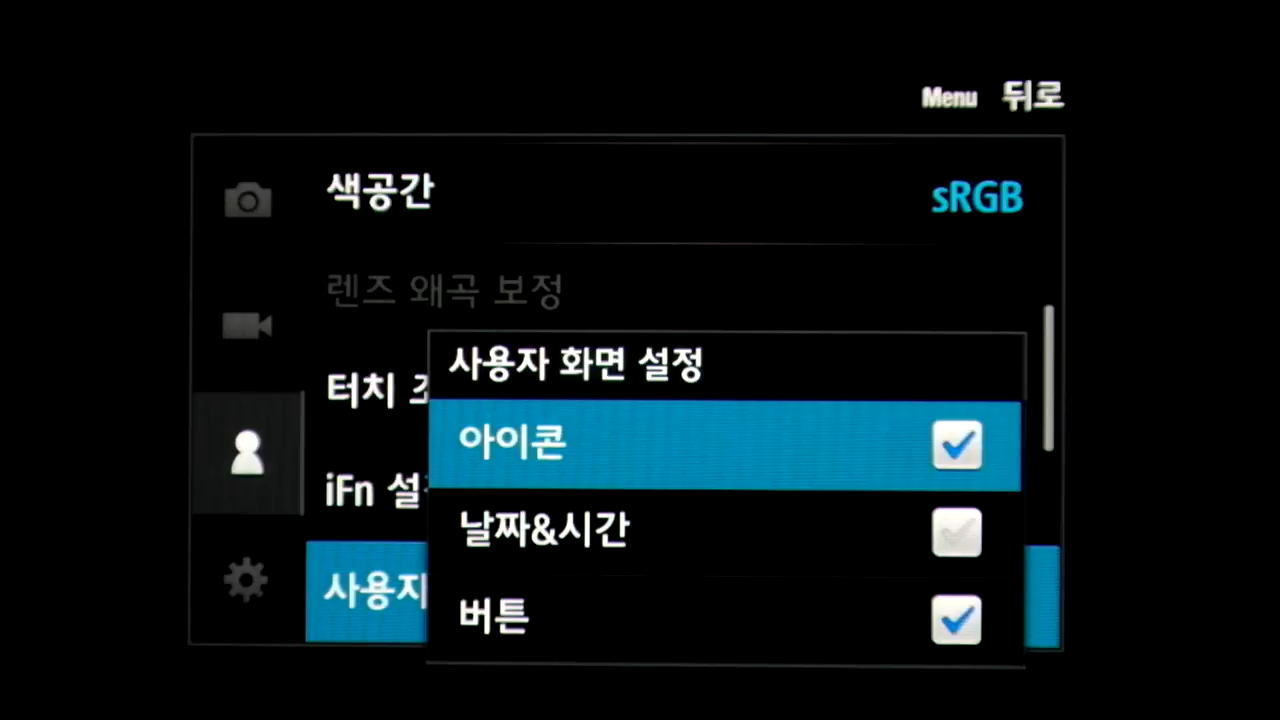 Menu 뒤로
색공간 sRGB
렌즈 왜곡 보정
터치
iFn
사용자
사용자 화면 설정
아이콘
날짜&시간
버튼